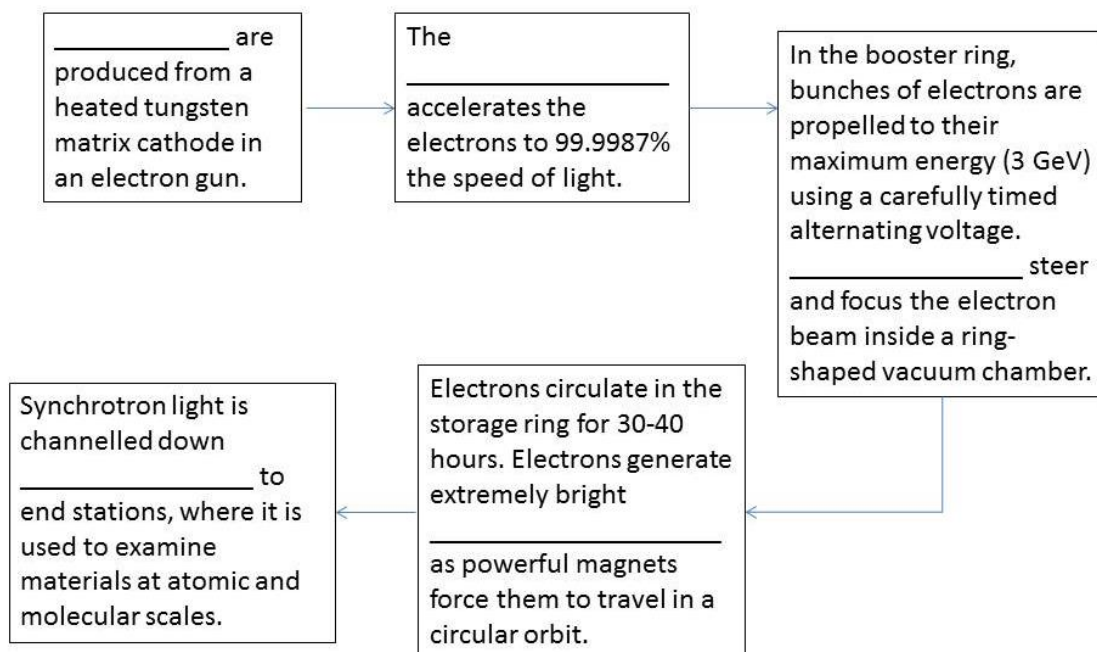 _____________ are
produced from a
heated tungsten
matrix cathode in
an electron gun.
The
___________________
accelerates the
electrons to 99.9987%
the speed of light.
In the booster ring,
bunches of electrons are
propelled to their
maximum energy (3 GeV)
using a carefully timed
alternating voltage.
_________________ steer
and focus the electron
beam inside a ring-
shaped vacuum chamber.
Electrons circulate in the
storage ring for 30-40
hours. Electrons generate
extremely bright
_____________________
as powerful magnets
force them to travel in a
circular orbit.
Synchrotron light is
channelled down
_________________ to
end stations, where it is
used to examine
materials at atomic and
molecular scales.